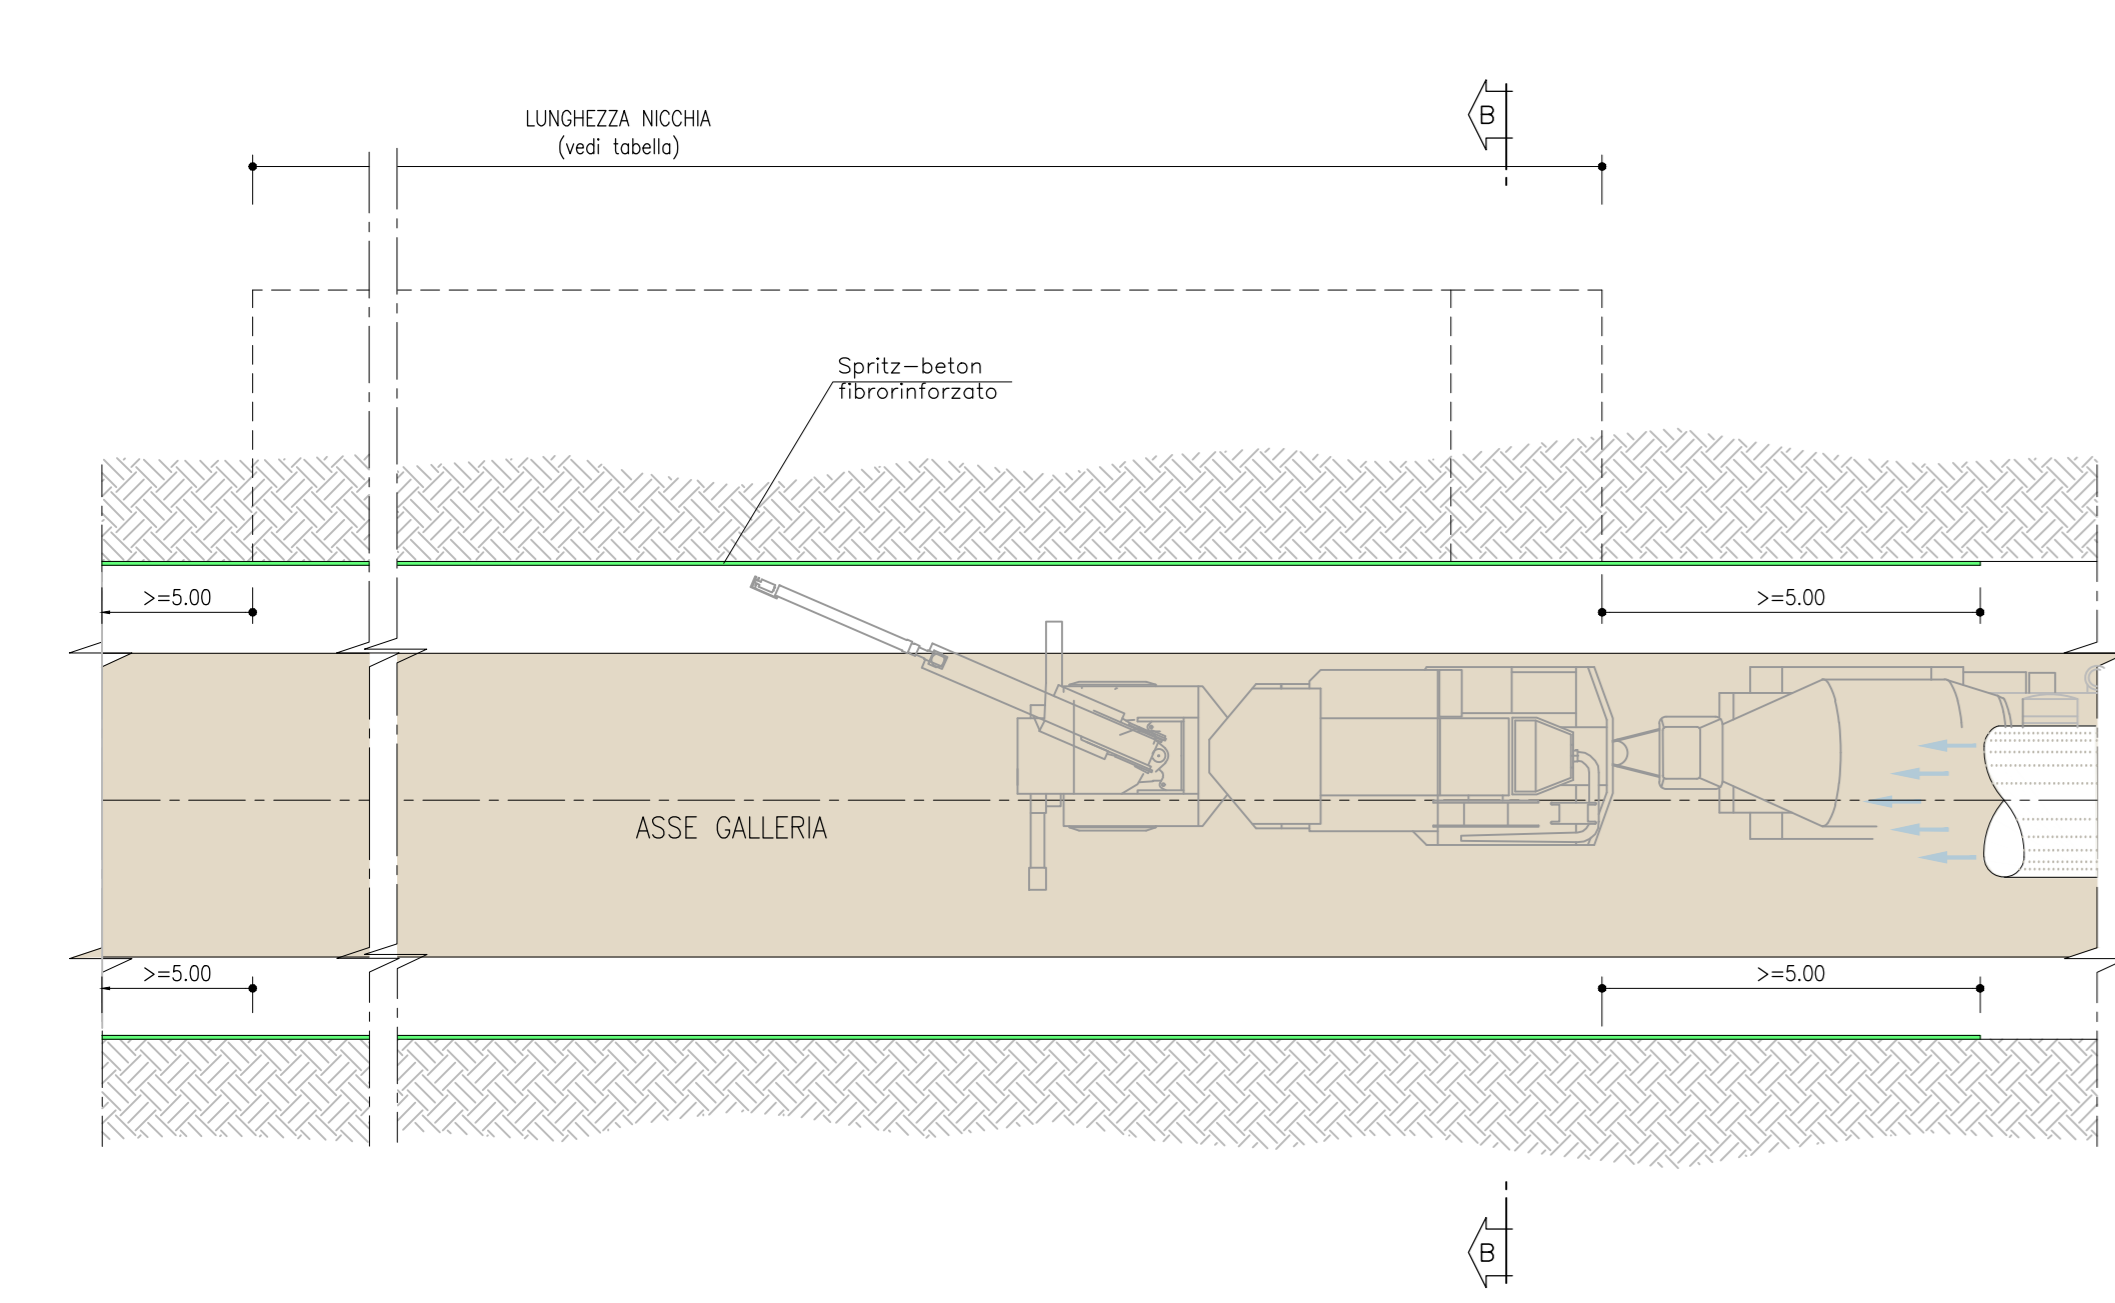 B
LUNGHEZZA NICCHIA
(vedi tabella)
Spritz-beton
fibrorinforzato
>=5.00
>=5.00
ASSE GALLERIA
>=5.00
>=5.00
B